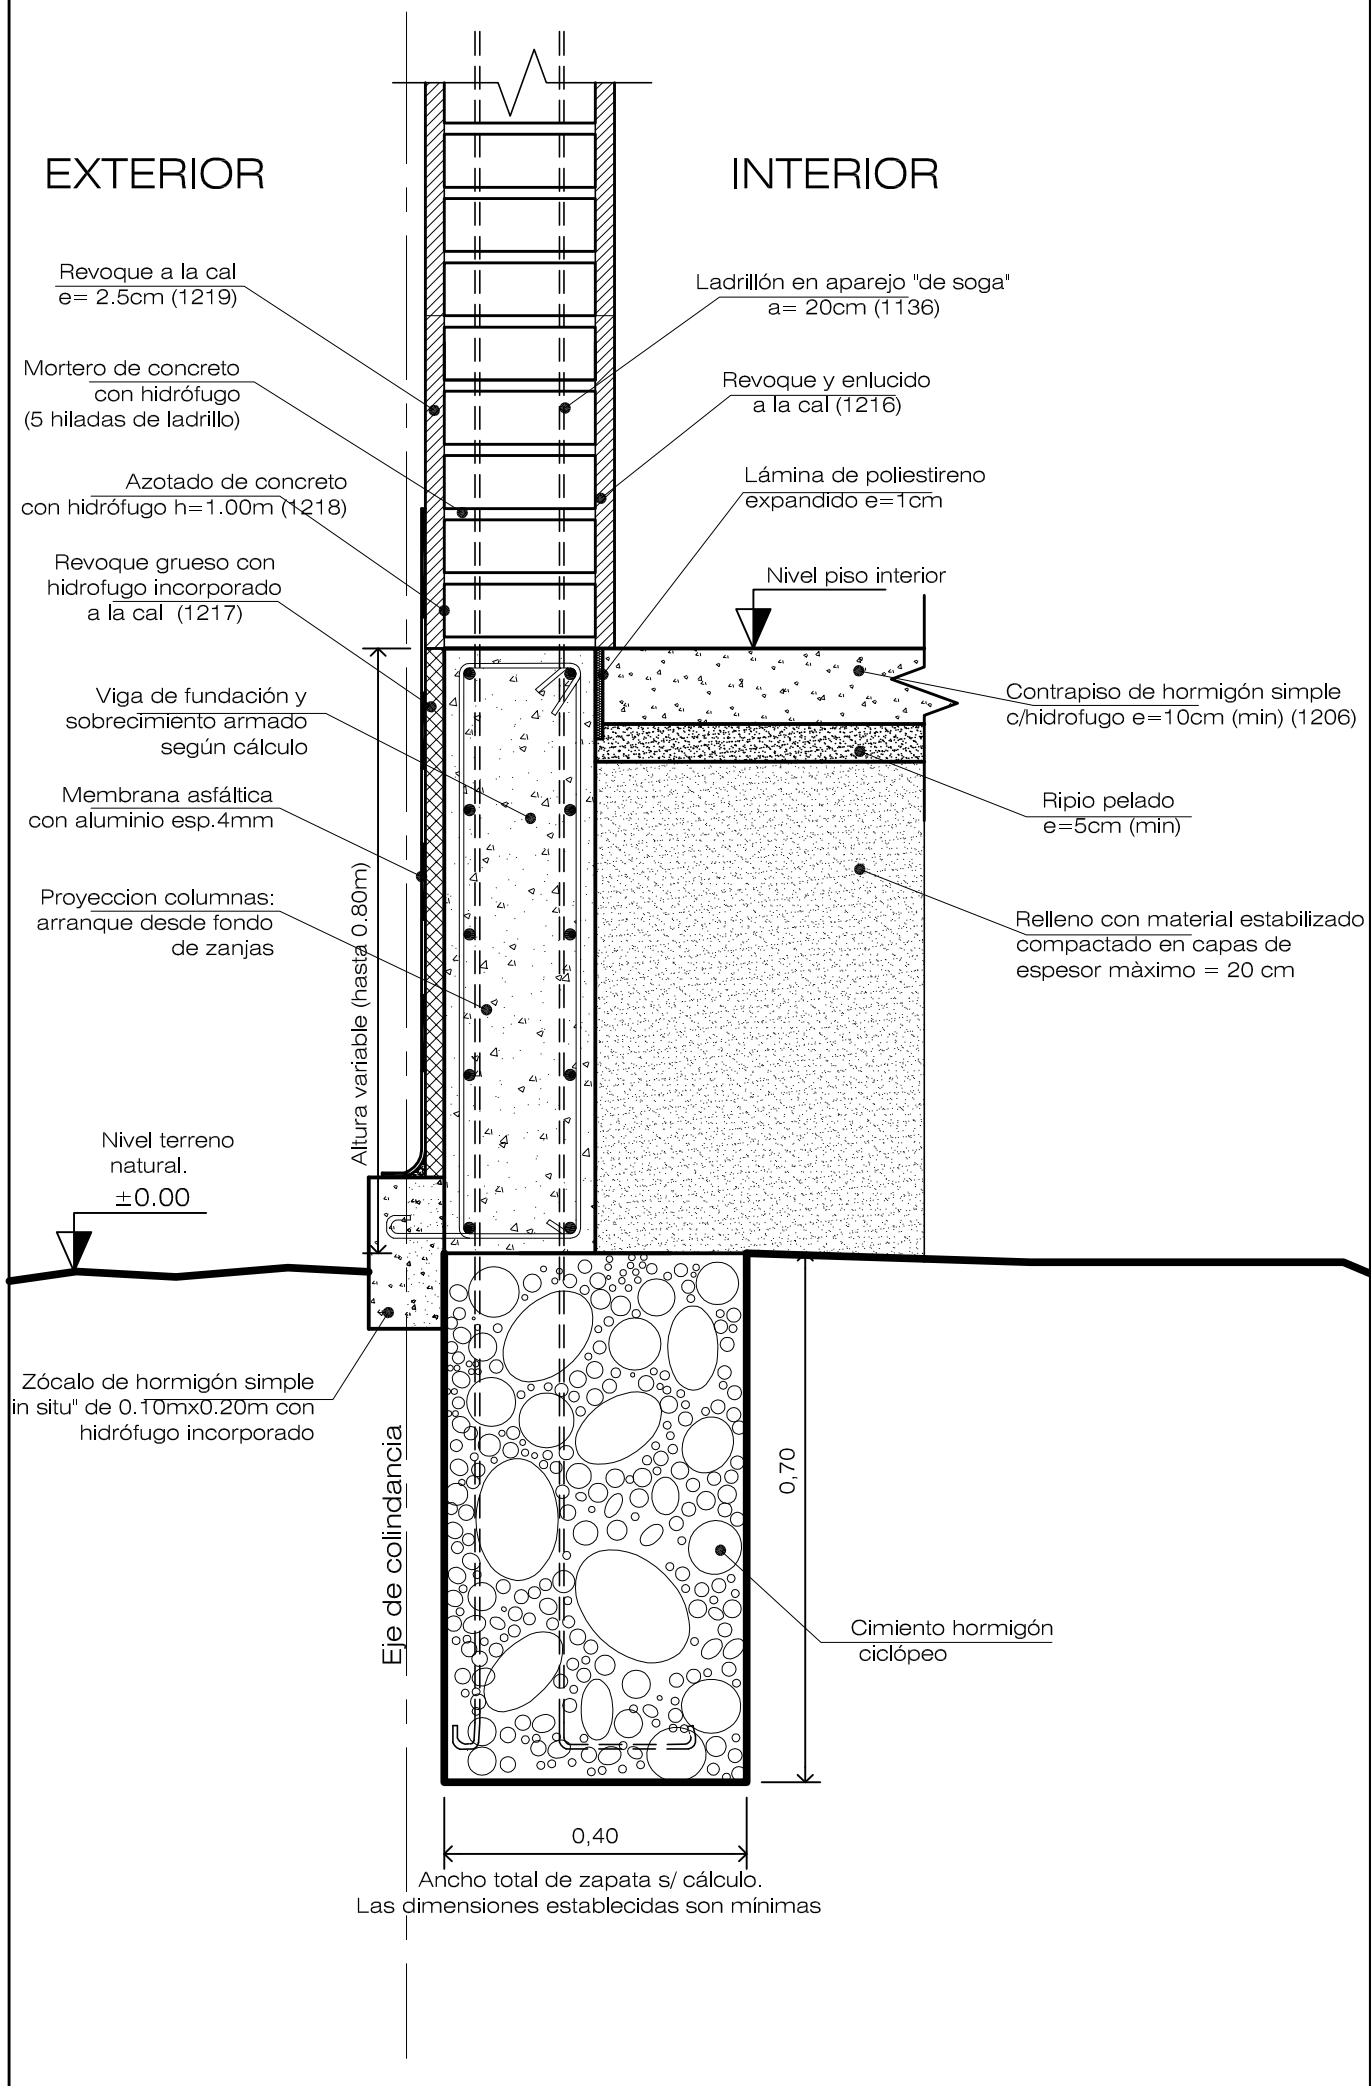 EXTERIOR
INTERIOR
Revoque a la cal
e= 2.5cm (1219)
Mortero de concreto
con hidrófugo
(5 hiladas de ladrillo)
Azotado de concreto
con hidrófugo h=1.00m (1218)
Revoque grueso con
hidrofugo incorporado
a la cal (1217)
Viga de fundación y
sobrecimiento armado
según cálculo
Membrana asfáltica
con aluminio esp.4mm
Proyeccion columnas:
arranque desde fondo
de zanjas
Altura variable (hasta 0.80m)
Nivel terreno
natural.
±0.00
Zócalo de hormigón simple
in situ" de 0.10mx0.20m con
hidrófugo incorporado
Eje de colindancia
Ladrillón en aparejo "de soga"
a= 20cm (1136)
Revoque y enlucido
a la cal (1216)
Lámina de poliestireno
expandido e=1cm
Nivel piso interior
Contrapiso de hormigón simple
c/hidrofugo e=10cm (min) (1206)
Ripio pelado
e=5cm (min)
Relleno con material estabilizado
compactado en capas de
espesor màximo = 20 cm
0,70
Cimiento hormigón
ciclópeo
0,40
Ancho total de zapata s/ cálculo.
Las dimensiones establecidas son mínimas